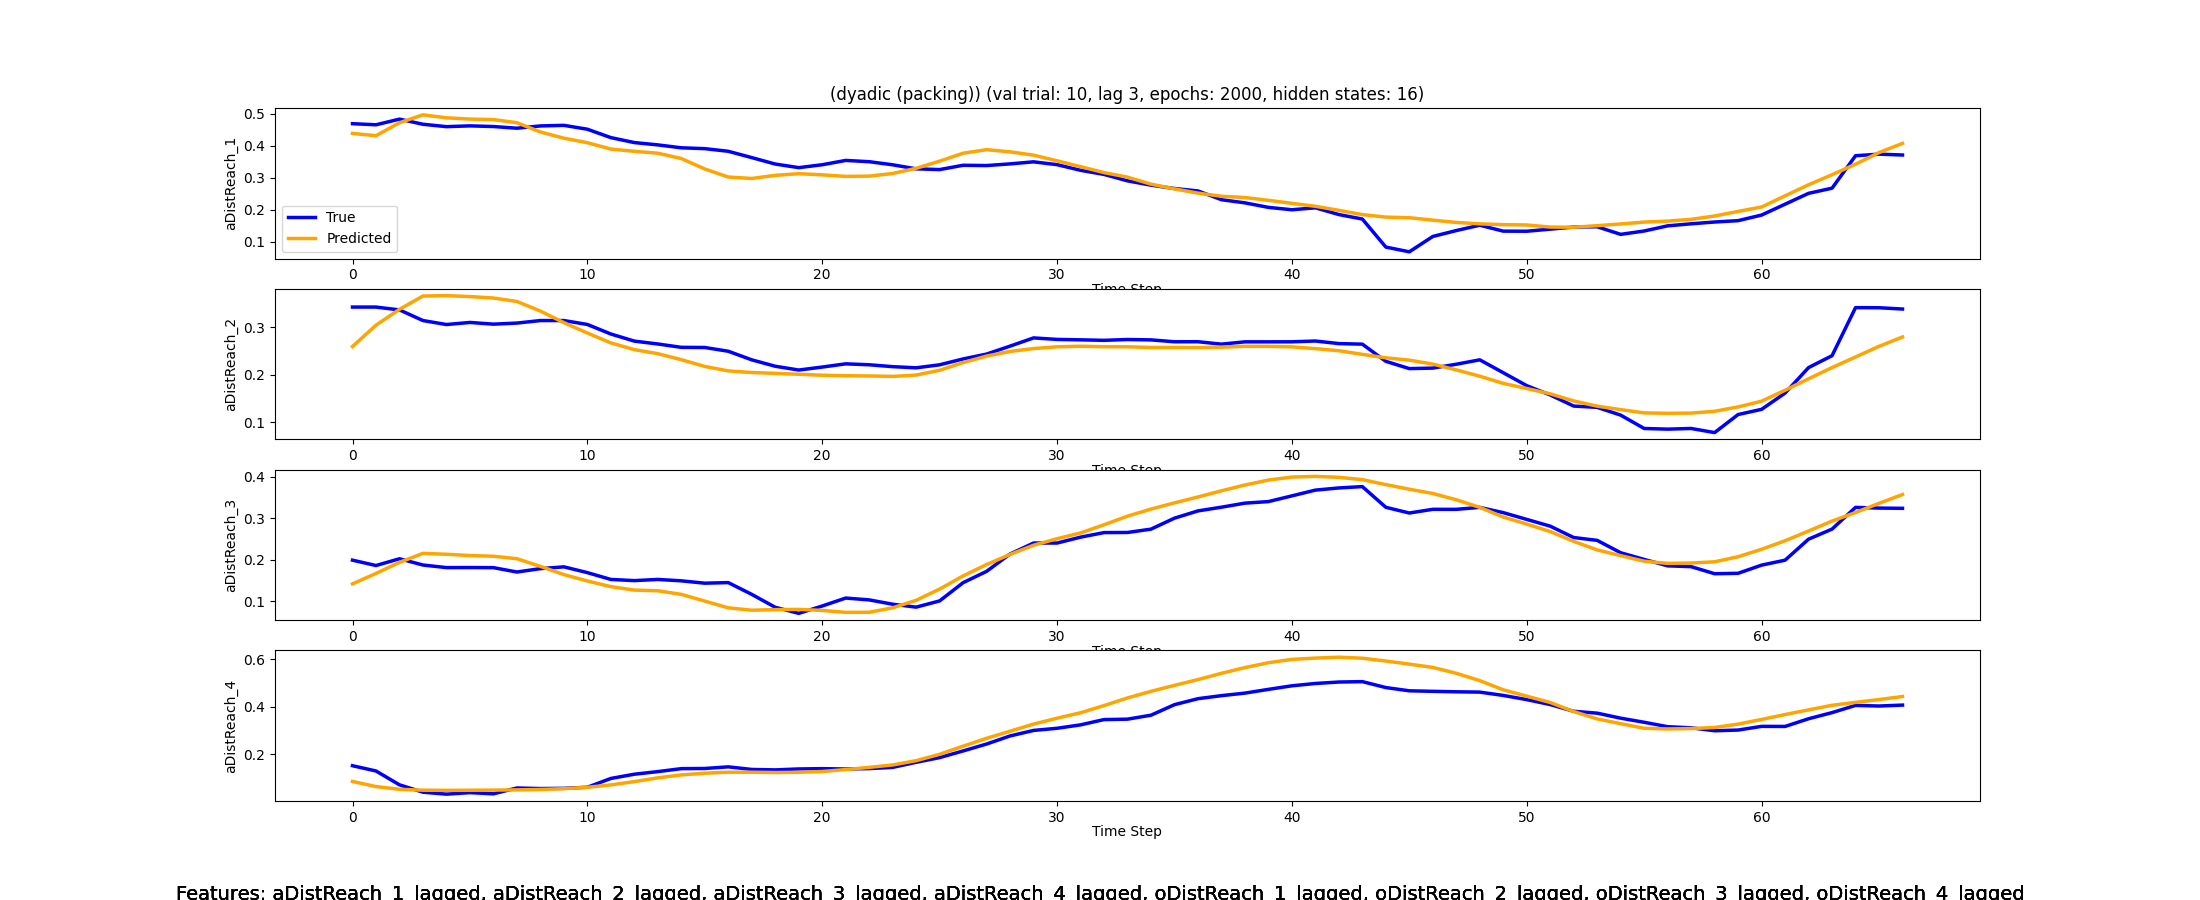 (dyadic (packing)) (val trial: 10, lag 3, epochs: 2000, hidden states: 16)
0.5
0.4
0.3
0.2
0.1
aDistReach_1
True
Predicted
0 10 20 30 40 50 60
Time Step
0.3
0.2
0.1
aDistReach_2
0 10 20 30 40 50 60
Time Step
0.4
0.3
0.2
0.1
aDistReach_3
0 10 20 30 40 50 60
Time Step
0.6
0.4
0.2
aDistReach_4
0 10 20 30 40 50 60
Time Step
Features: aDistReach_1_lagged, aDistReach_2_lagged, aDistReach_3_lagged, aDistReach_4_lagged, oDistReach_1_lagged, oDistReach_2_lagged, oDistReach_3_lagged, oDistReach_4_lagged